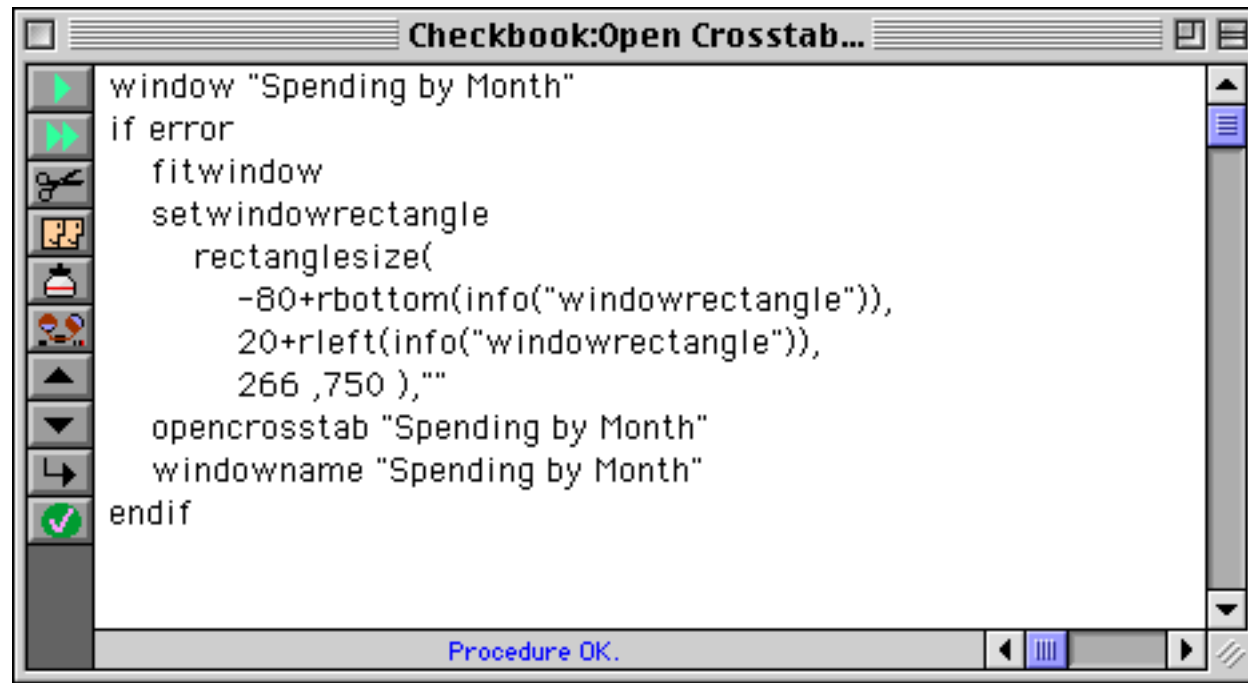 Checkbook:Open Crosstab...
window "Spending by Month"
if error
fitwindow
setwindowrectangle
rectanglesize(
-80+rbottom(info("windowrectangle")),
20+rleft(info("windowrectangle")),
266 ,750 ),""
opencrosstab "Spending by Month"
windowname "Spending by Month"
endif
Procedure OK.